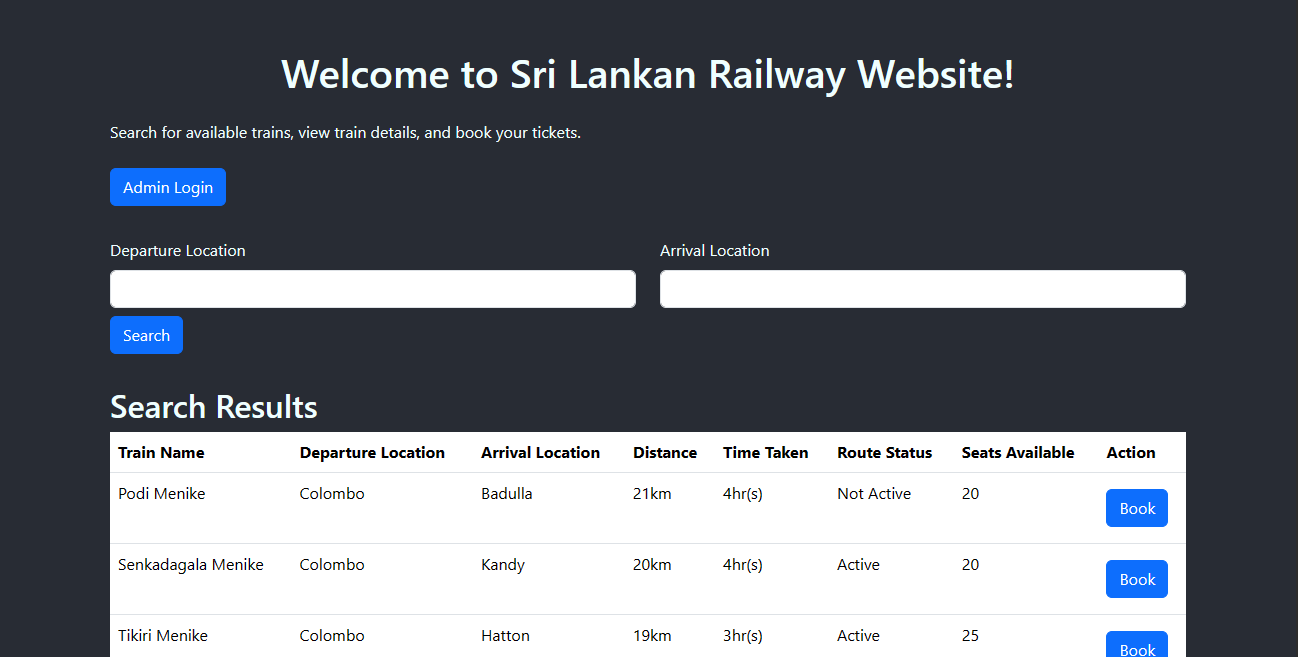 Welcome to Sri Lankan Railway Website!
Search for available trains, view train details, and book your tickets.
Admin Login
Departure Location Arrival Location
Search
Search Results
Train Name Departure Location Arrival Location Distance Time Taken Route Status Seats Available Action
Podi Menike Colombo Badulla 21km 4hr(s) Not Active 20 Book
Senkadagala Menike Colombo Kandy 20km 4hr(s) Active 20 Book
Tikiri Menike Colombo Hatton 19km 3hr(s) Active 25 Book